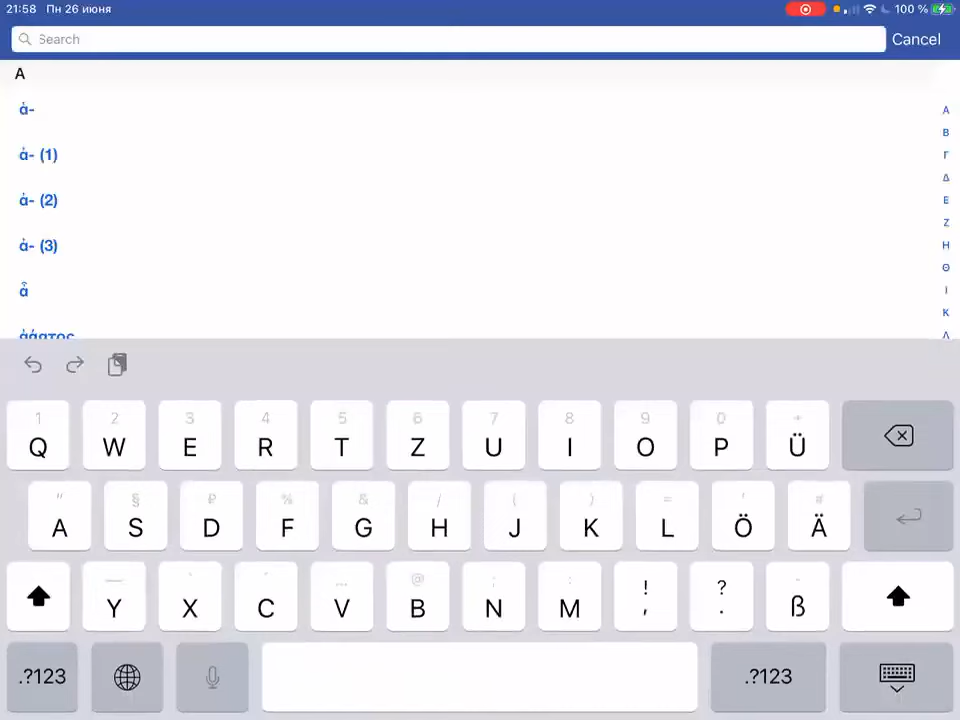 21:58 Пн 26 июня 100 %
Search Cancel
A
ἀ-
ἀ- (1)
ἀ- (2)
ἀ- (3)
ἆ
ἀάατος
Α
Β
Γ
Δ
Ε
Ζ
Η
Θ
Ι
Κ
Λ
1 2 3 4 5 6 7 8 9 0 +
Q W E R T Z U I O P Ü
" § ₽ % & / ( ) = ' #
A S D F G H J K L Ö Ä
— ` ´ … @ ; : ! ? -
Y X C V B N M , . ß
.?123 .?123